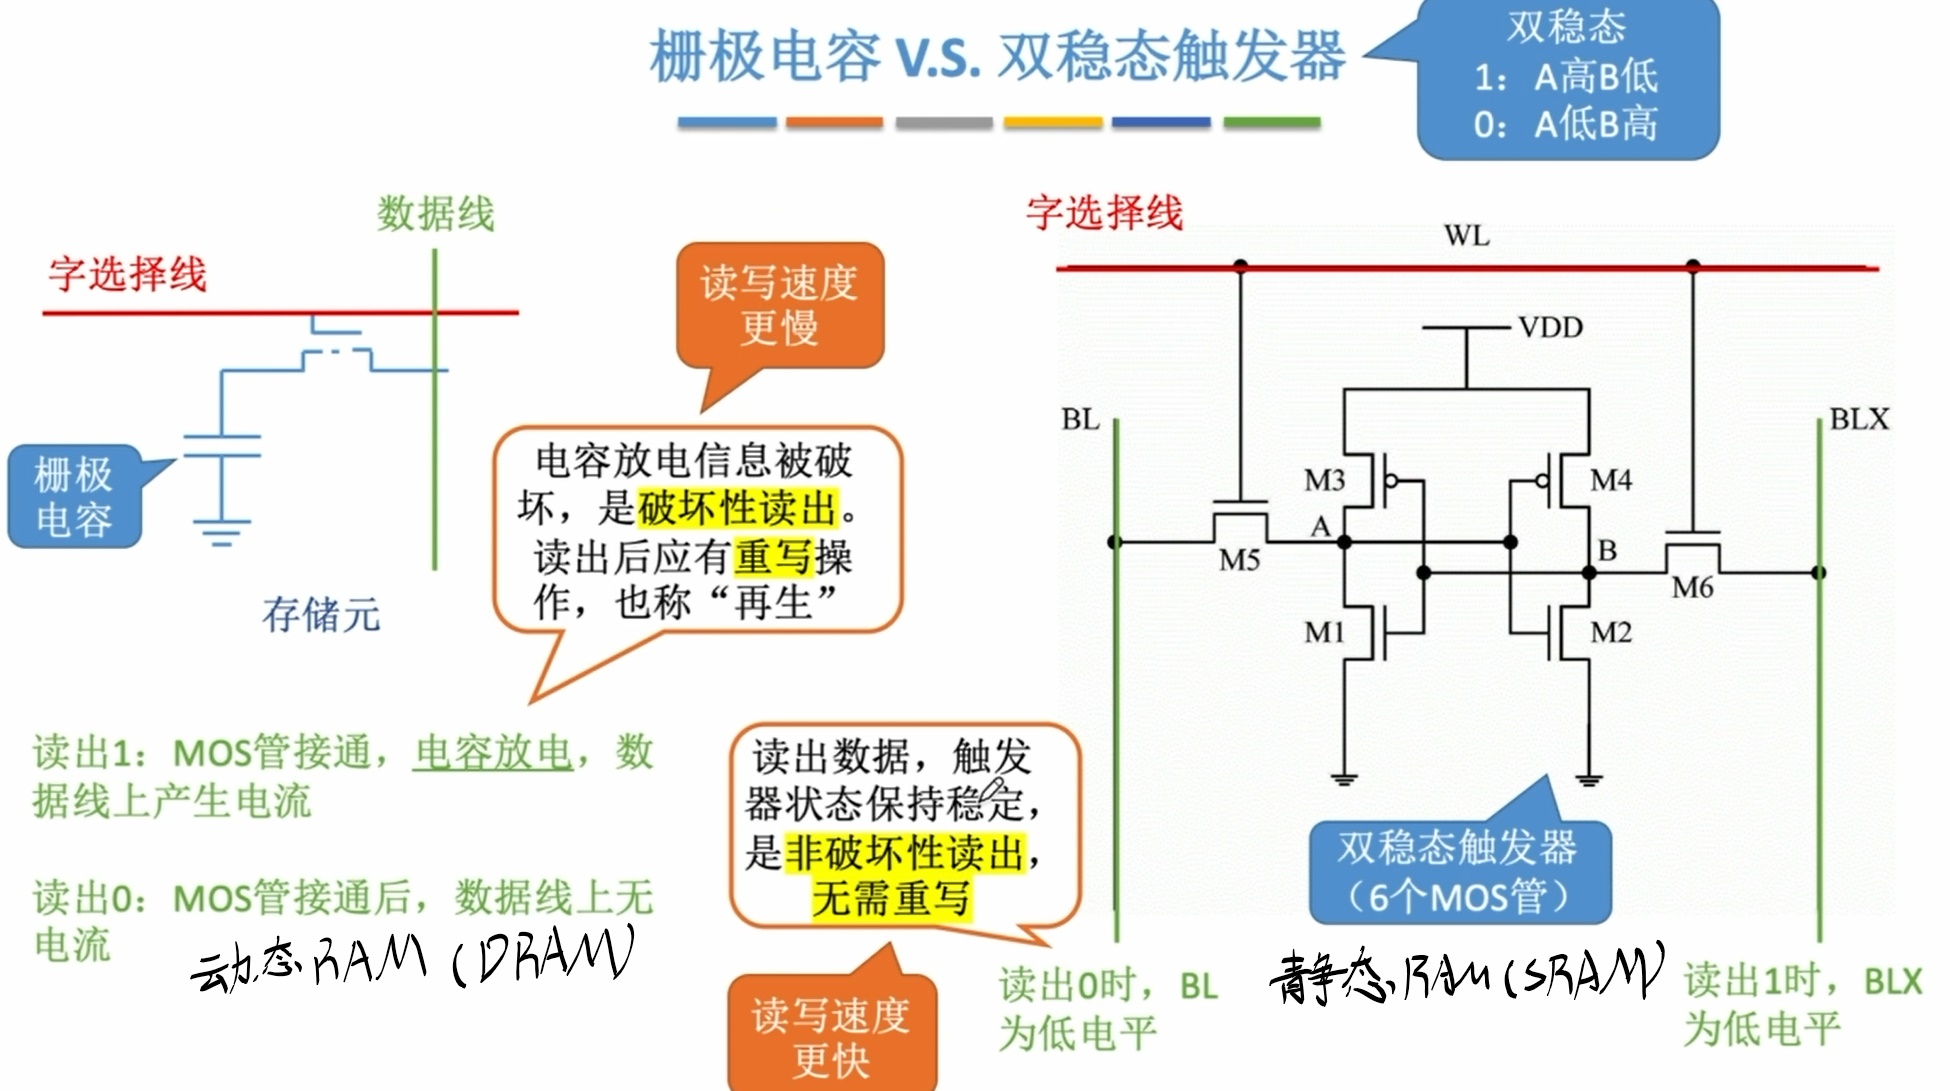 栅极电容 V.S. 双稳态触发器
双稳态
1：A高B低
0：A低B高
数据线
字选择线
栅极
电容
存储元
读写速度
更慢
电容放电信息被破
坏，是破坏性读出。
读出后应有重写操
作，也称“再生”
读出1：MOS管接通，电容放电，数
据线上产生电流
读出0：MOS管接通后，数据线上无
电流
动态RAM（DRAM）
字选择线
WL
VDD
BL
BLX
M3
M4
A
B
M5
M6
M1
M2
读出数据，触发
器状态保持稳定，
是非破坏性读出，
无需重写
双稳态触发器
（6个MOS管）
读写速度
更快
读出0时，BL
为低电平
静态RAM（SRAM）
读出1时，BLX
为低电平